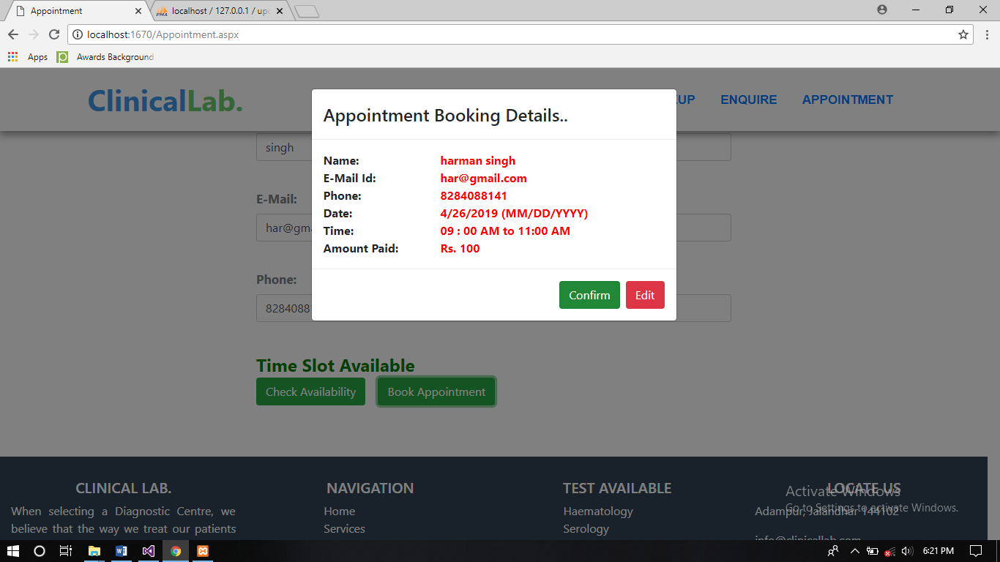 Appointment
localhost / 127.0.0.1 / upd
localhost:1670/Appointment.aspx
Apps
Awards Background
ClinicalLab.
UP
ENQUIRE
APPOINTMENT
Appointment Booking Details..
Name: harman singh
E-Mail Id: har@gmail.com
Phone: 8284088141
Date: 4/26/2019 (MM/DD/YYYY)
Time: 09 : 00 AM to 11:00 AM
Amount Paid: Rs. 100
Confirm
Edit
singh
E-Mail:
har@gm
Phone:
8284088
Time Slot Available
Check Availability
Book Appointment
CLINICAL LAB.
When selecting a Diagnostic Centre, we
believe that the way we treat our patients
NAVIGATION
Home
Services
TEST AVAILABLE
Haematology
Serology
LOCATE US
Adampur, Jalandhar 144102
info@clinicallab.com
Activate Windows
Go to Settings to activate Windows.
6:21 PM